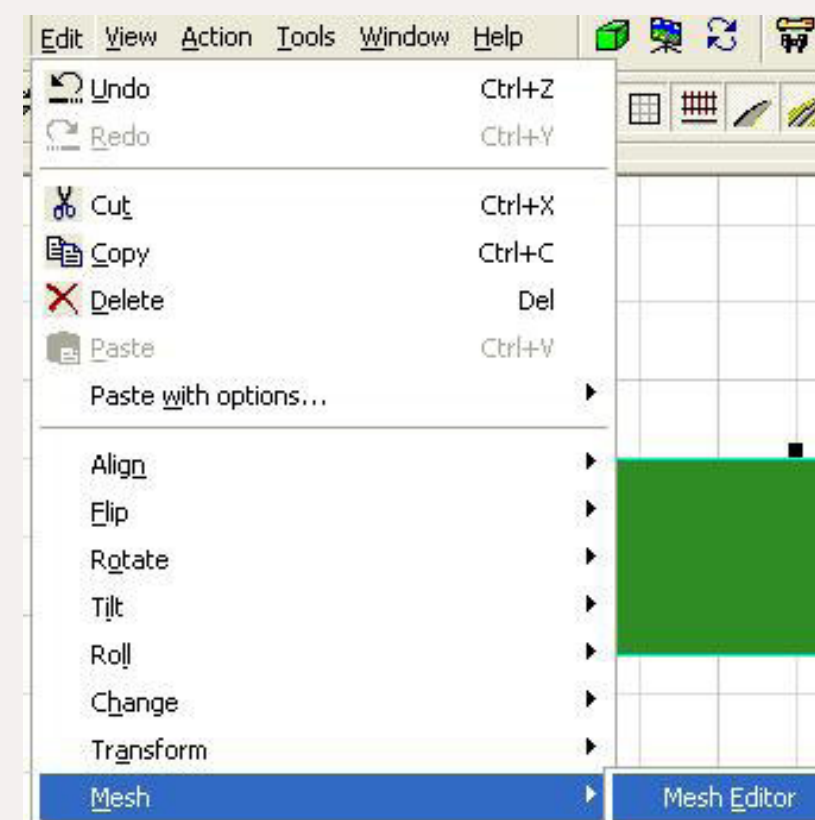 Edit View Action Tools Window Help
Undo Ctrl+Z
Redo Ctrl+Y
Cut Ctrl+X
Copy Ctrl+C
Delete Del
Paste Ctrl+V
Paste with options...
Align
Flip
Rotate
Tilt
Roll
Change
Transform
Mesh Mesh Editor